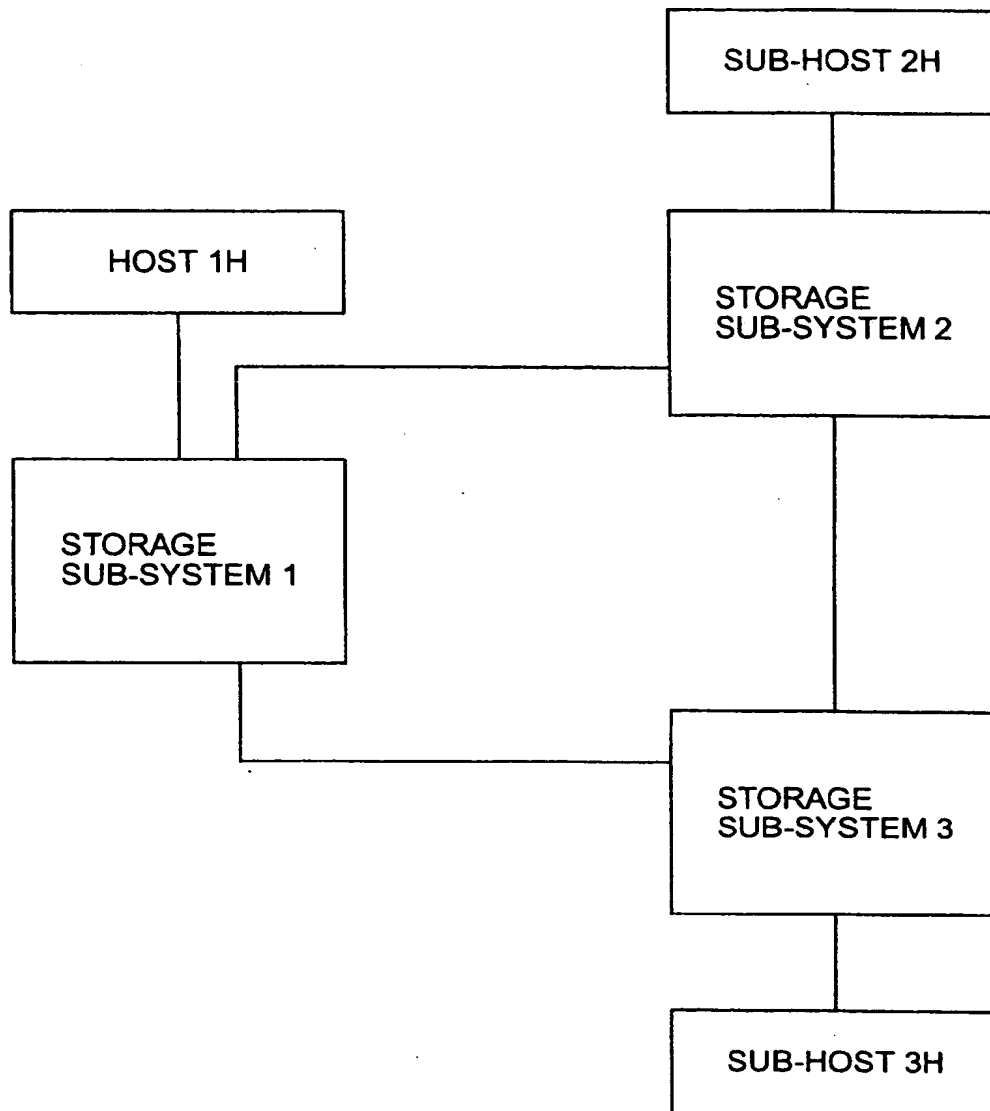 SUB-HOST 2H
HOST 1H
STORAGE
SUB-SYSTEM 2
STORAGE
SUB-SYSTEM 1
STORAGE
SUB-SYSTEM 3
SUB-HOST 3H